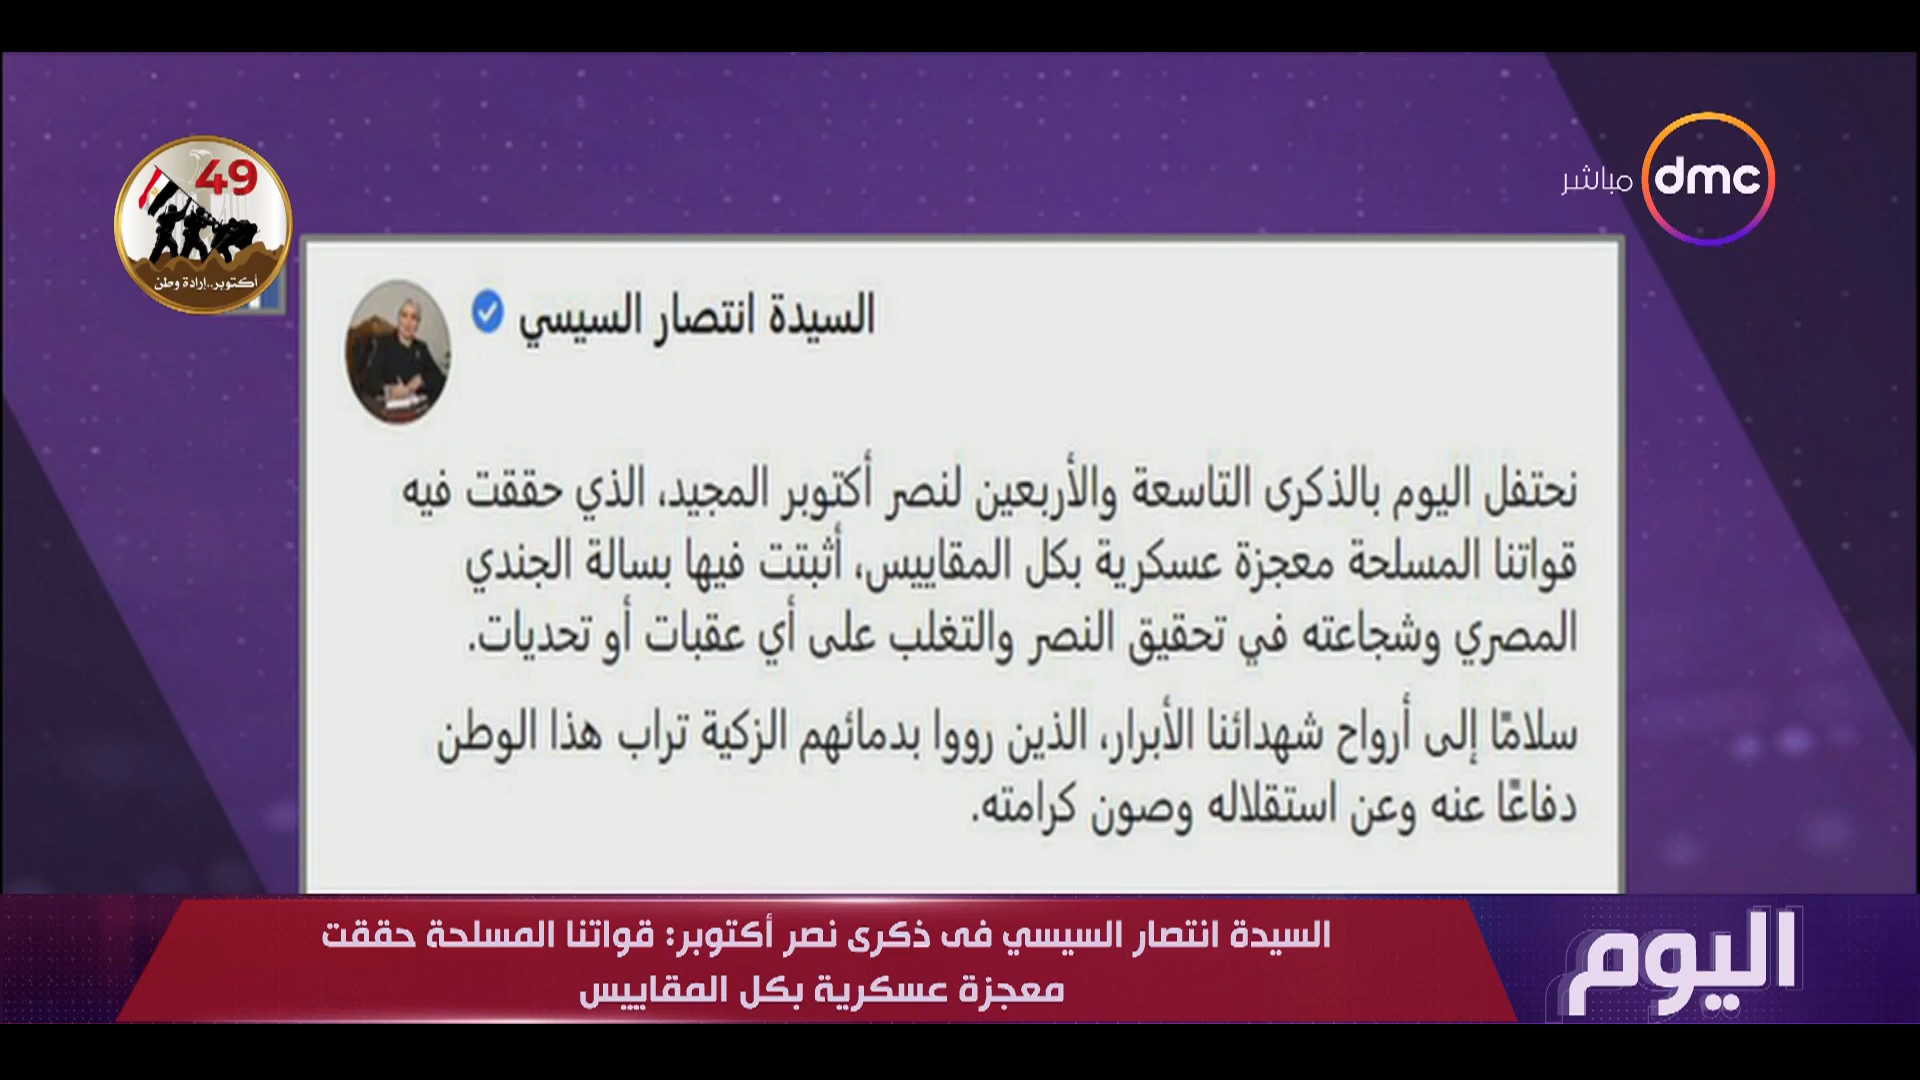 49
أكتوبر..إرادة وطن
مباشر
dmc
السيدة انتصار السيسي
نحتفل اليوم بالذكرى التاسعة والأربعين لنصر أكتوبر المجيد، الذي حققت فيه
قواتنا المسلحة معجزة عسكرية بكل المقاييس، أثبتت فيها بسالة الجندي
المصري وشجاعته في تحقيق النصر والتغلب على أي عقبات أو تحديات.
سلامًا إلى أرواح شهدائنا الأبرار، الذين رووا بدمائهم الزكية تراب هذا الوطن
دفاعًا عنه وعن استقلاله وصون كرامته.
السيدة انتصار السيسي فى ذكرى نصر أكتوبر: قواتنا المسلحة حققت
معجزة عسكرية بكل المقاييس
اليوم